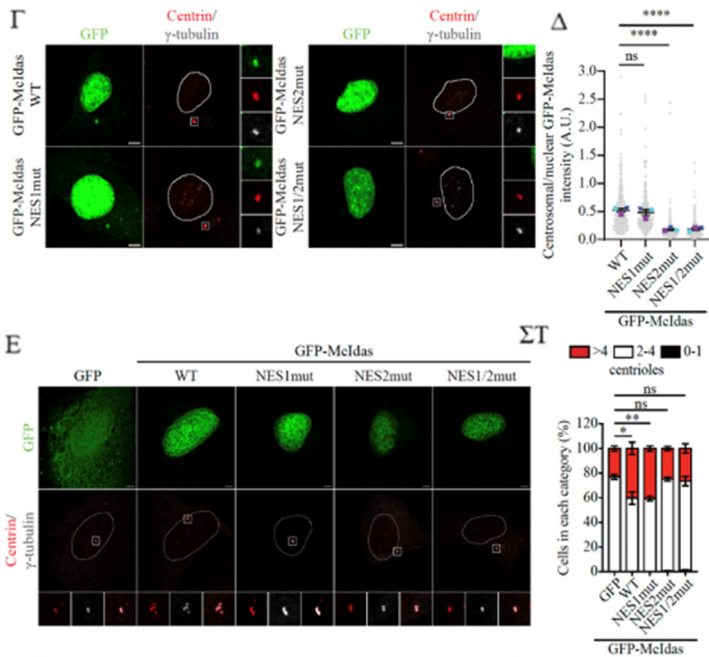 Γ
GFP
Centrin/
γ-tubulin
GFP-McIdas
WT
GFP-McIdas
NES1mut
GFP
Centrin/
γ-tubulin
GFP-McIdas
NES2mut
GFP-McIdas
NES1/2mut
Δ
****
****
ns
Centrosomal/nuclear GFP-McIdas
intensity (A.U.)
3.0
2.5
2.0
1.5
1.0
0.5
0
WT
NES1mut
NES2mut
NES1/2mut
GFP-McIdas
E
GFP-McIdas
GFP
WT
NES1mut
NES2mut
NES1/2mut
GFP
Centrin/
γ-tubulin
ΣΤ
>4
2-4
0-1
centrioles
ns
ns
**
*
Cells in each category (%)
120
100
80
60
40
20
0
GFP
WT
NES1mut
NES2mut
NES1/2mut
GFP-McIdas